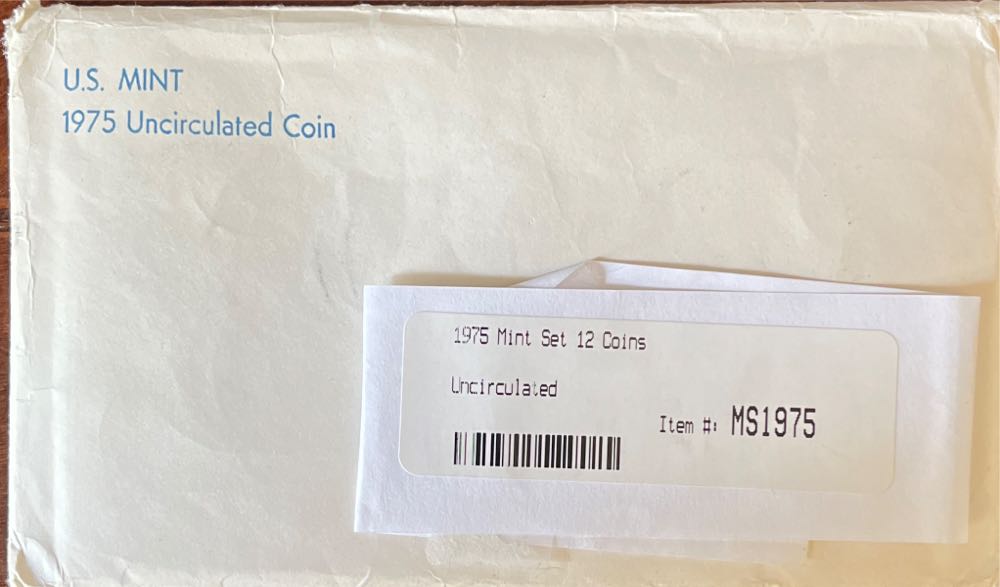 U.S. MINT
1975 Uncirculated Coin
1975 Mint Set 12 Coins
Uncirculated
Item #: MS1975